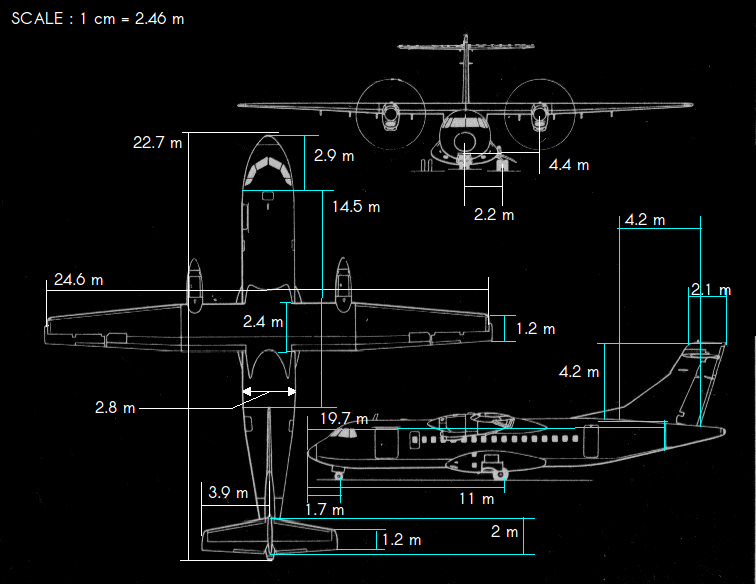 SCALE : 1 cm = 2.46 m
22.7 m
2.9 m
4.4 m
14.5 m
2.2 m
4.2 m
24.6 m
2.1 m
2.4 m
1.2 m
4.2 m
2.8 m
19.7 m
3.9 m
11 m
1.7 m
2 m
1.2 m